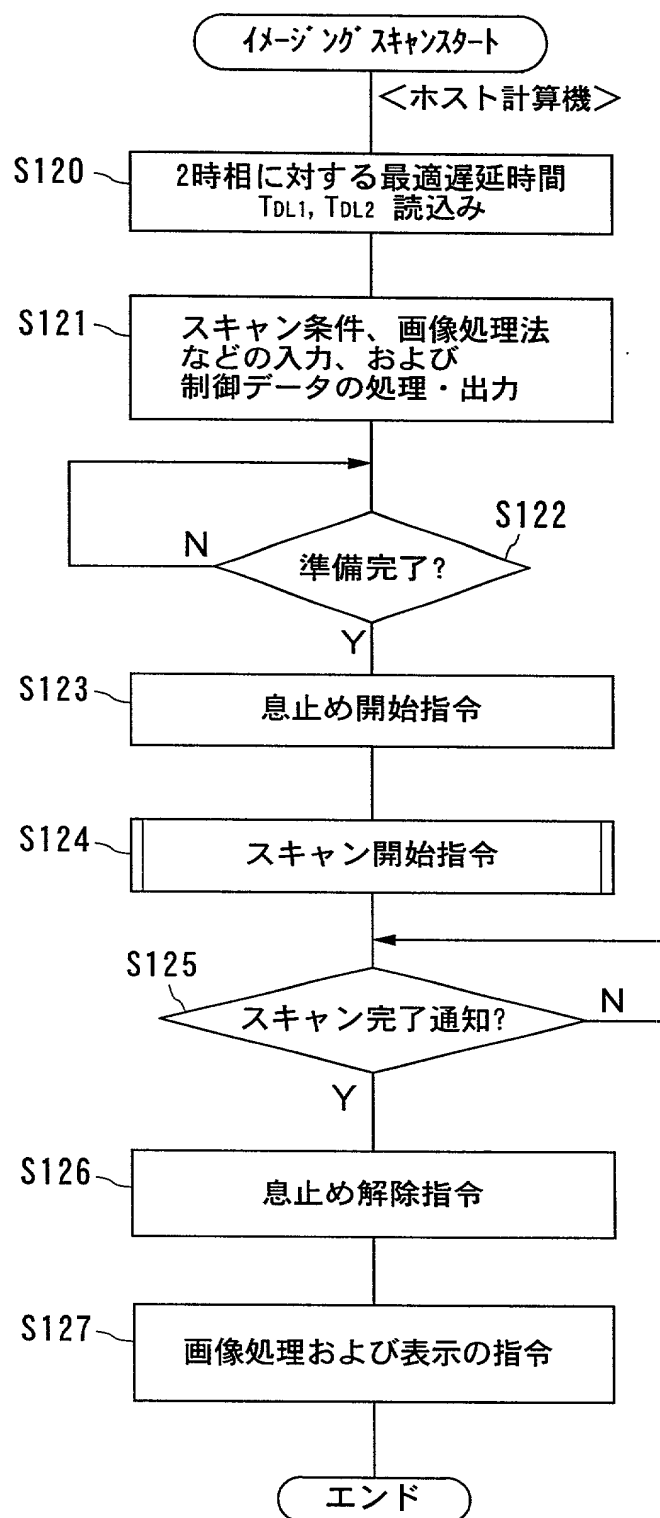 イメージング スキャンスタート
<ホスト計算機>
S120
2時相に対する最適遅延時間
TDL1, TDL2 読込み
S121
スキャン条件、画像処理法
などの入力、および
制御データの処理・出力
S122
準備完了?
N
Y
S123
息止め開始指令
S124
スキャン開始指令
S125
スキャン完了通知?
N
Y
S126
息止め解除指令
S127
画像処理および表示の指令
エンド